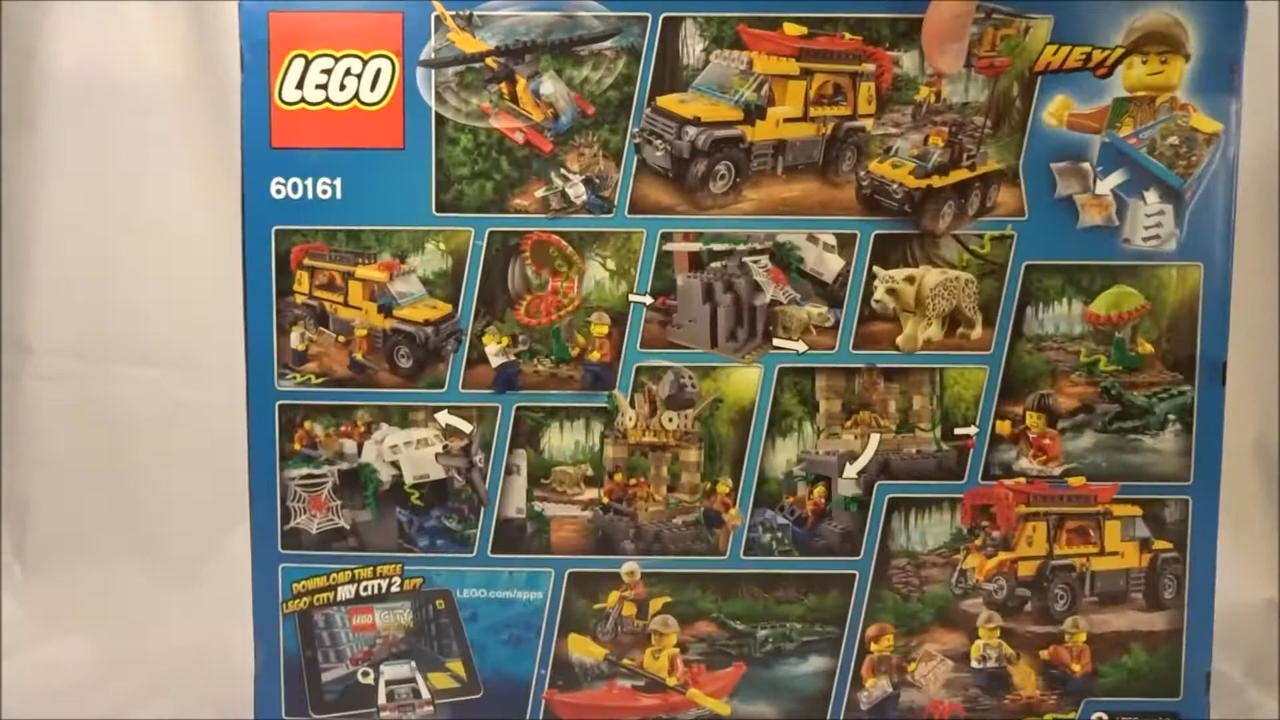 LEGO
HEY!
60161
DOWNLOAD THE FREE
LEGO CITY MY CITY 2 APP
LEGO.com/apps
LEGO CITY